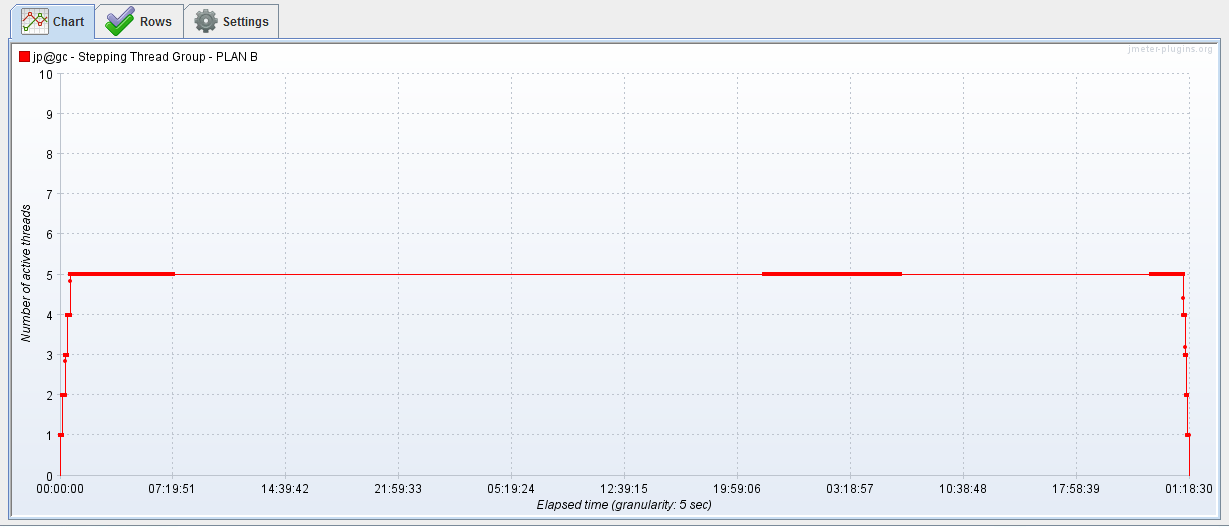 Chart Rows Settings
jp@gc - Stepping Thread Group - PLAN B
jmeter-plugins.org
10
9
8
7
6
5
4
3
2
1
0
Number of active threads
00:00:00 07:19:51 14:39:42 21:59:33 05:19:24 12:39:15 19:59:06 03:18:57 10:38:48 17:58:39 01:18:30
Elapsed time (granularity: 5 sec)